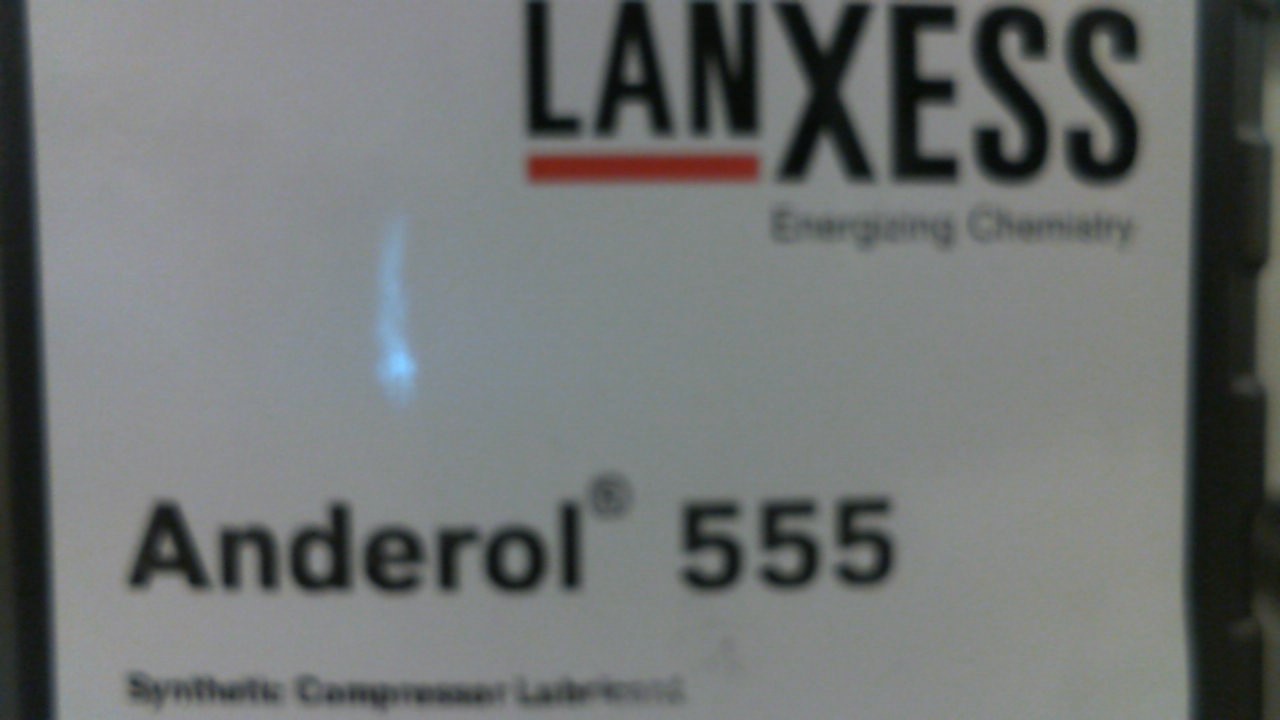 LANXESS
Energizing Chemistry
Anderol® 555
Synthetic Compressor Lubricant